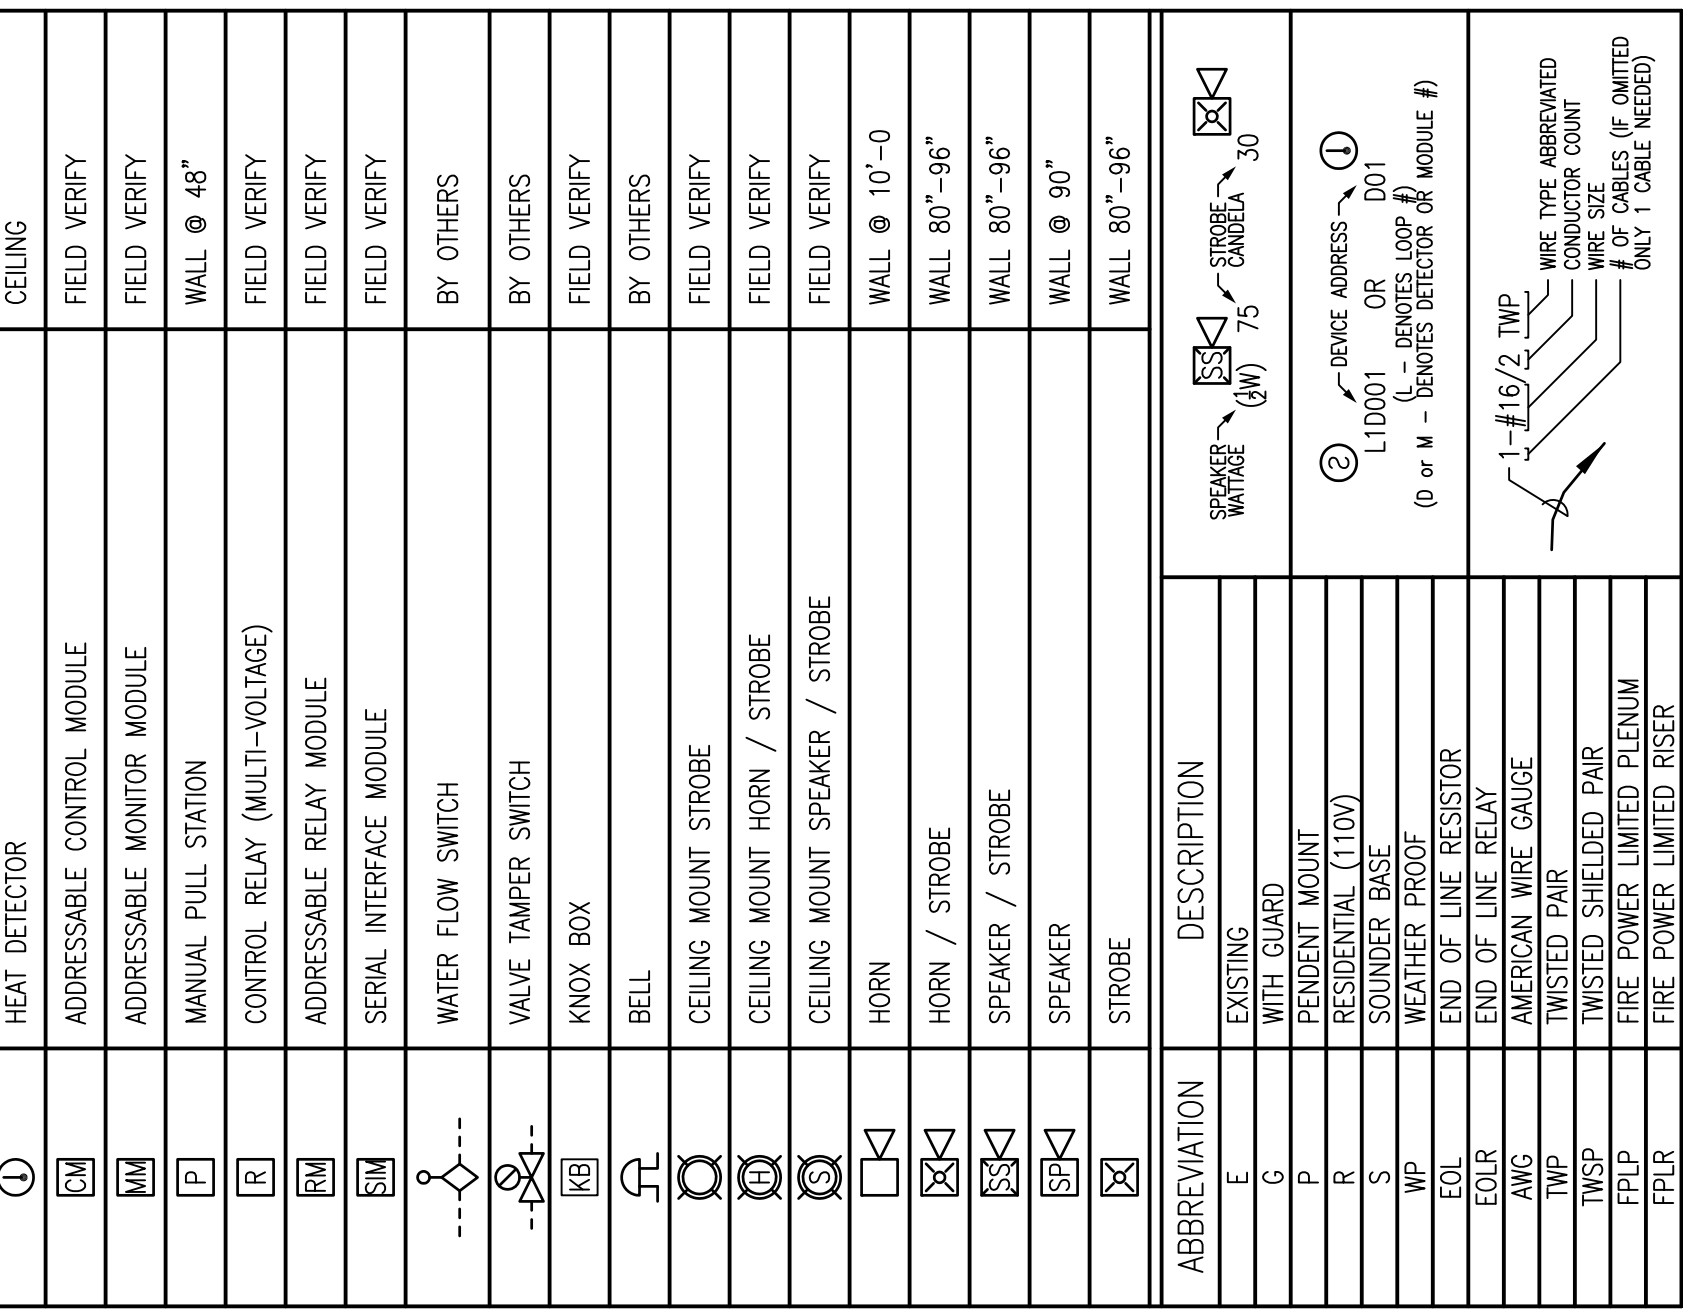 HEAT DETECTOR CEILING
CM ADDRESSABLE CONTROL MODULE FIELD VERIFY
MM ADDRESSABLE MONITOR MODULE FIELD VERIFY
P MANUAL PULL STATION WALL @ 48"
R CONTROL RELAY (MULTI-VOLTAGE) FIELD VERIFY
RM ADDRESSABLE RELAY MODULE FIELD VERIFY
SIM SERIAL INTERFACE MODULE FIELD VERIFY
WATER FLOW SWITCH BY OTHERS
VALVE TAMPER SWITCH BY OTHERS
KB KNOX BOX FIELD VERIFY
BELL BY OTHERS
CEILING MOUNT STROBE FIELD VERIFY
H CEILING MOUNT HORN / STROBE FIELD VERIFY
S CEILING MOUNT SPEAKER / STROBE FIELD VERIFY
HORN WALL @ 10'-0
HORN / STROBE WALL 80"-96"
SS SPEAKER / STROBE WALL 80"-96"
SP SPEAKER WALL @ 90"
STROBE WALL 80"-96"
ABBREVIATION DESCRIPTION
E EXISTING
G WITH GUARD
P PENDENT MOUNT
R RESIDENTIAL (110V)
S SOUNDER BASE
WP WEATHER PROOF
EOL END OF LINE RESISTOR
EOLR END OF LINE RELAY
AWG AMERICAN WIRE GAUGE
TWP TWISTED PAIR
TWSP TWISTED SHIELDED PAIR
FPLP FIRE POWER LIMITED PLENUM
FPLR FIRE POWER LIMITED RISER
SS
SPEAKER STROBE
WATTAGE CANDELA
(½W) 75 30
2 DEVICE ADDRESS
L1D001 OR D01
(L - DENOTES LOOP #)
(D or M - DENOTES DETECTOR OR MODULE #)
1-#16/2 TWP
WIRE TYPE ABBREVIATED
CONDUCTOR COUNT
WIRE SIZE
# OF CABLES (IF OMITTED
ONLY 1 CABLE NEEDED)